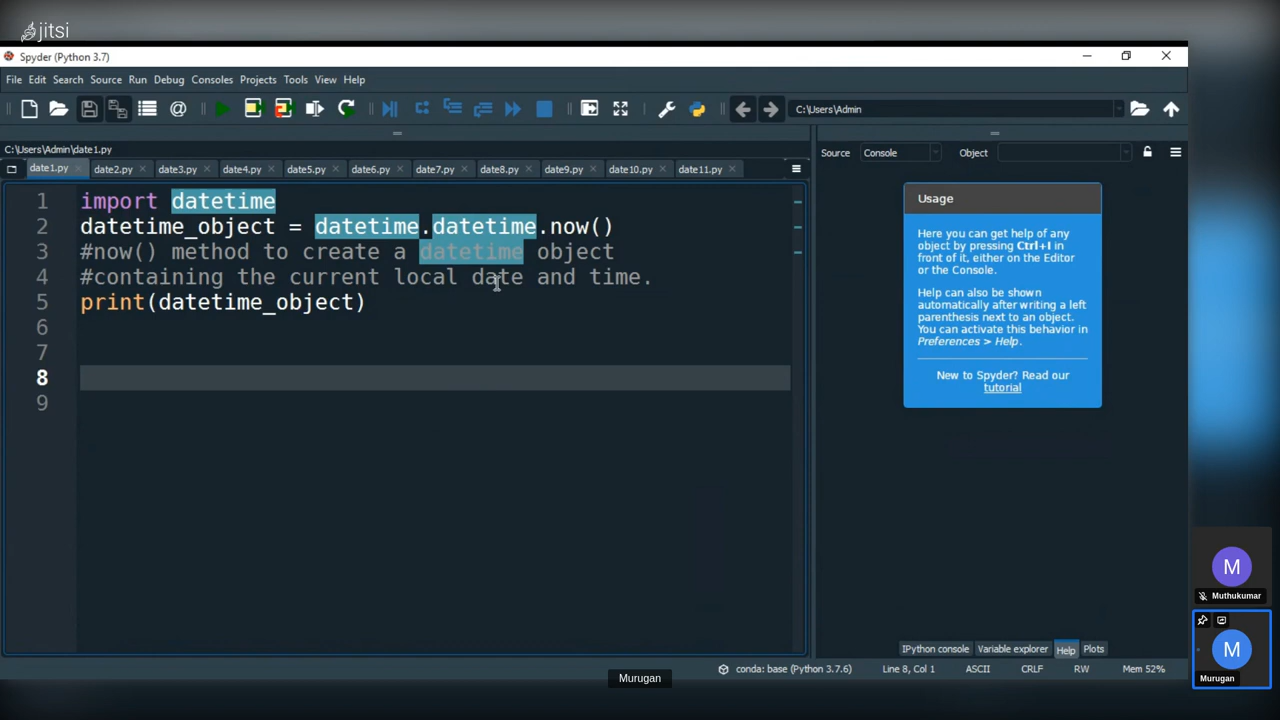 jitsi
Spyder (Python 3.7)
File Edit Search Source Run Debug Consoles Projects Tools View Help
C:\Users\Admin
C:\Users\Admin\date1.py
date1.py date2.py date3.py date4.py date5.py date6.py date7.py date8.py date9.py date10.py date11.py
Source Console Object
1 import datetime
2 datetime_object = datetime.datetime.now()
3 #now() method to create a datetime object
4 #containing the current local date and time.
5 print(datetime_object)
6
7
8
9
Usage
Here you can get help of any
object by pressing Ctrl+I in
front of it, either on the Editor
or the Console.
Help can also be shown
automatically after writing a left
parenthesis next to an object.
You can activate this behavior in
Preferences > Help.
New to Spyder? Read our
tutorial
IPython console Variable explorer Help Plots
conda: base (Python 3.7.6) Line 8, Col 1 ASCII CRLF RW Mem 52%
Murugan
M
Muthukumar
M
Murugan